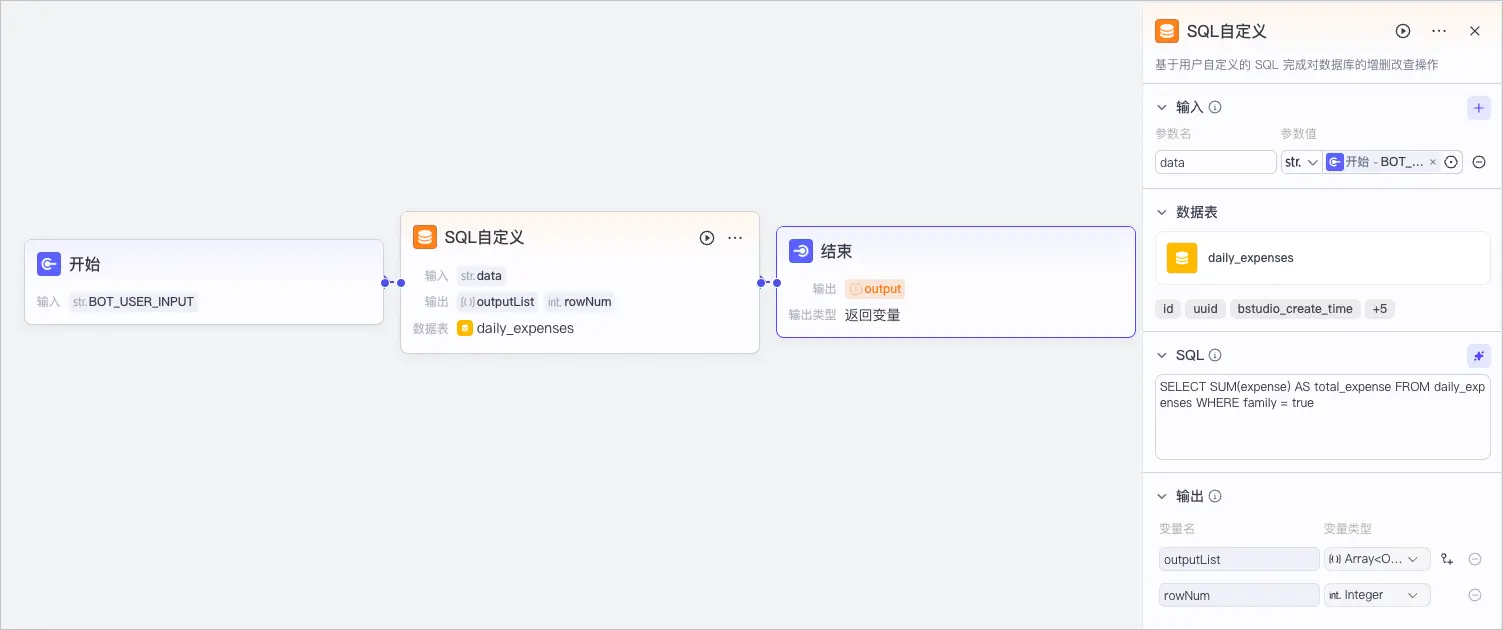 开始
输入 str.BOT_USER_INPUT
SQL自定义
输入 str.data
输出 [()] outputList int. rowNum
数据表 daily_expenses
结束
输出 output
输出类型 返回变量
SQL自定义
基于用户自定义的 SQL 完成对数据库的增删改查操作
输入
参数名 参数值
data str. 开始 - BOT_...
数据表
daily_expenses
id uuid bstudio_create_time +5
SQL
SELECT SUM(expense) AS total_expense FROM daily_exp
enses WHERE family = true
输出
变量名 变量类型
outputList [()] Array<O...
rowNum int. Integer